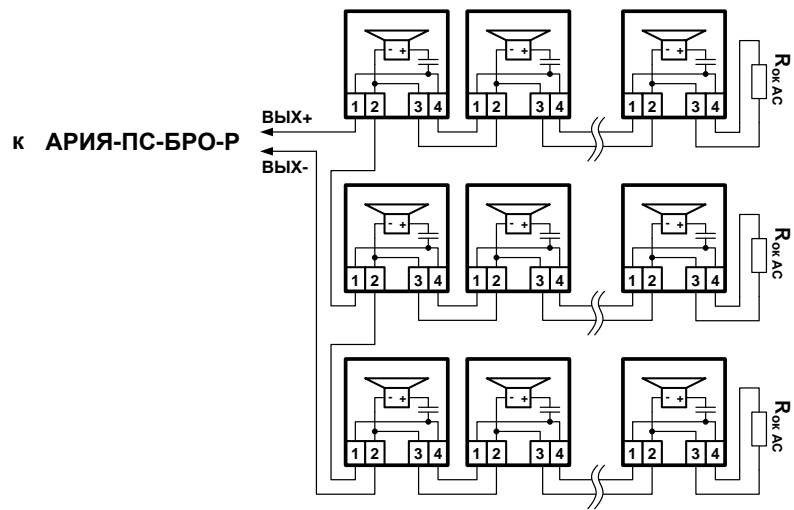 - + - + - +
1 2 3 4 1 2 3 4 1 2 3 4
R ок АС
ВЫХ+
к АРИЯ-ПС-БРО-Р
ВЫХ-
- + - + - +
1 2 3 4 1 2 3 4 1 2 3 4
R ок АС
- + - + - +
1 2 3 4 1 2 3 4 1 2 3 4
R ок АС